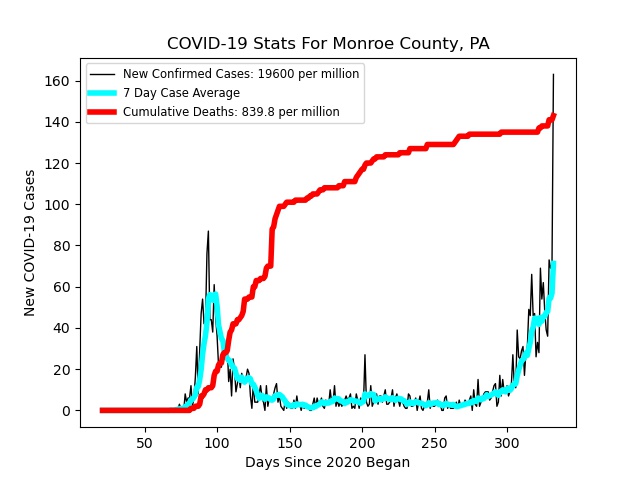 COVID-19 Stats For Monroe County, PA
New Confirmed Cases: 19600 per million
7 Day Case Average
Cumulative Deaths: 839.8 per million
New COVID-19 Cases
160
140
120
100
80
60
40
20
0
50
100
150
200
250
300
Days Since 2020 Began